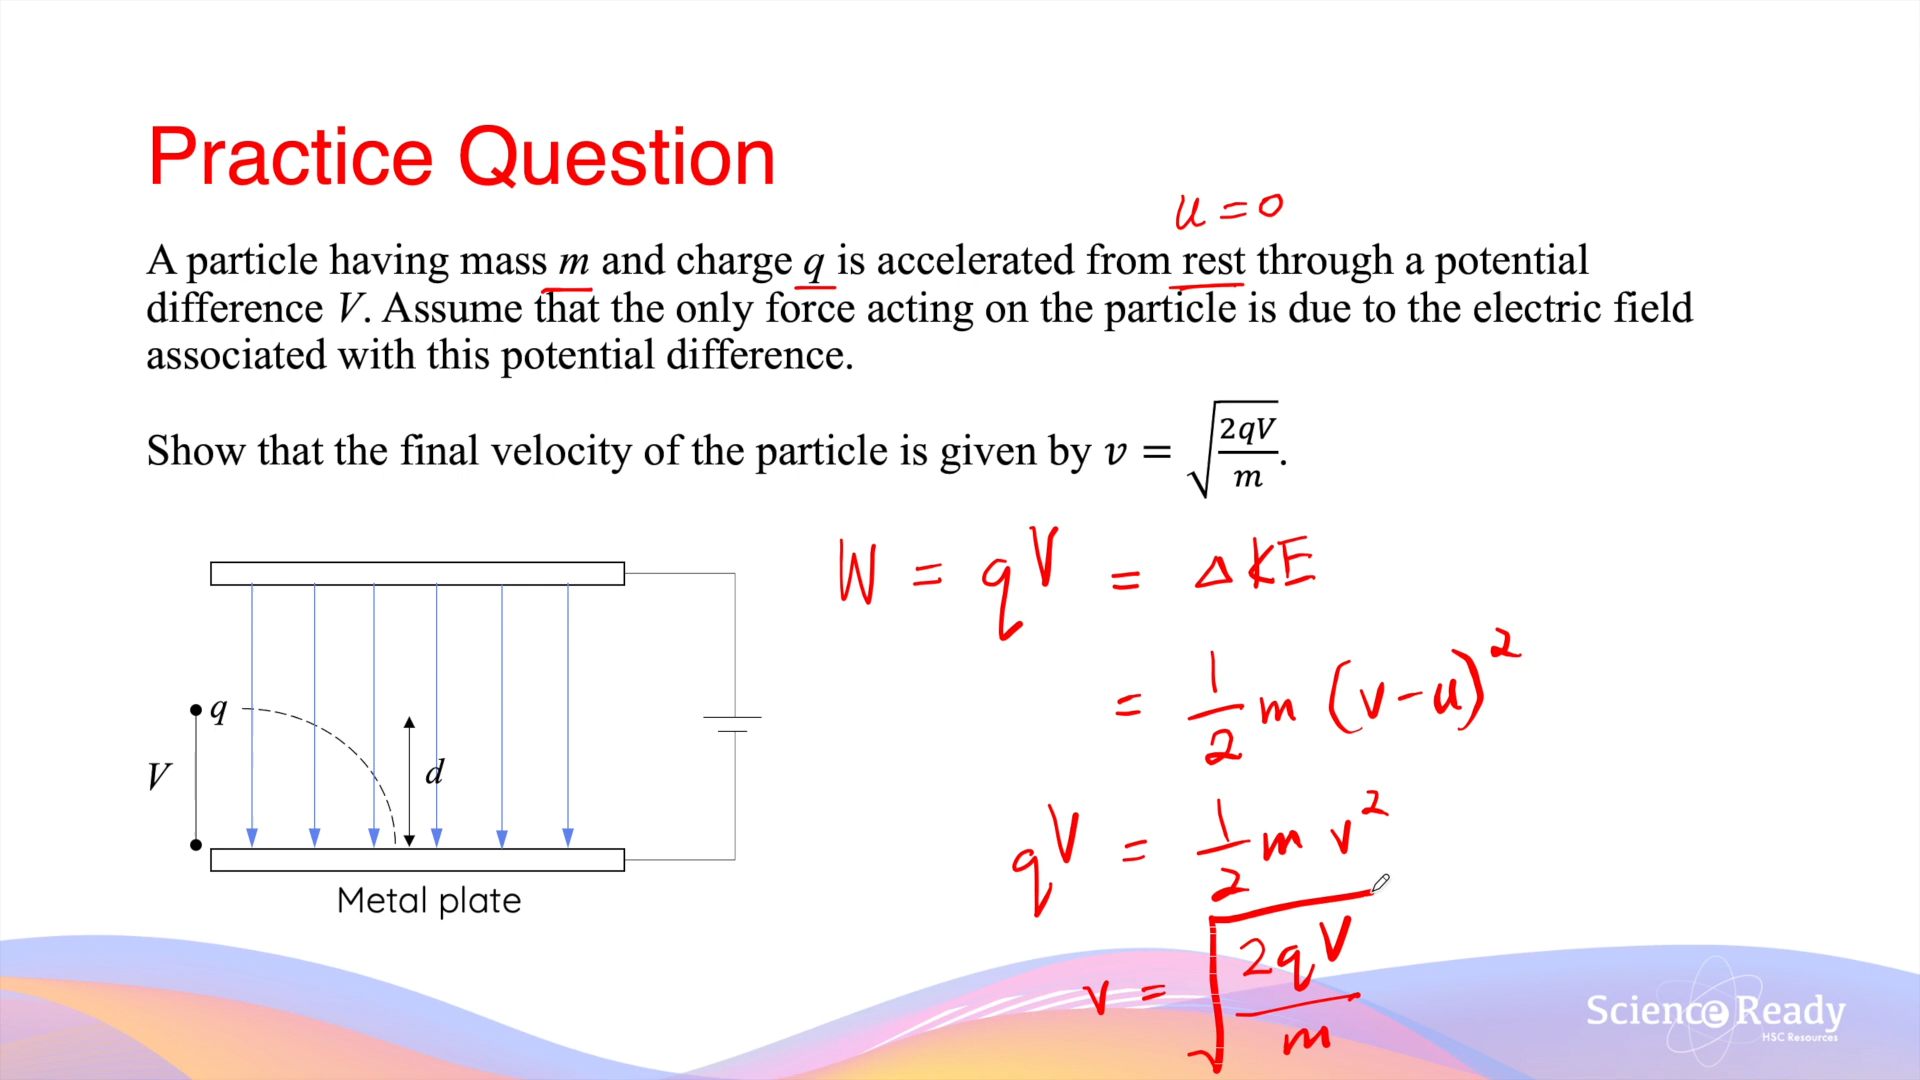 Practice Question
u = 0
A particle having mass m and charge q is accelerated from rest through a potential
difference V. Assume that the only force acting on the particle is due to the electric field
associated with this potential difference.
Show that the final velocity of the particle is given by v = √(2qV/m).
W = qV = ΔKE
= 1/2 m (v-u)²
qV = 1/2 m v²
v = √(2qV/m)
q
V
d
Metal plate
Science Ready
HSC Resources